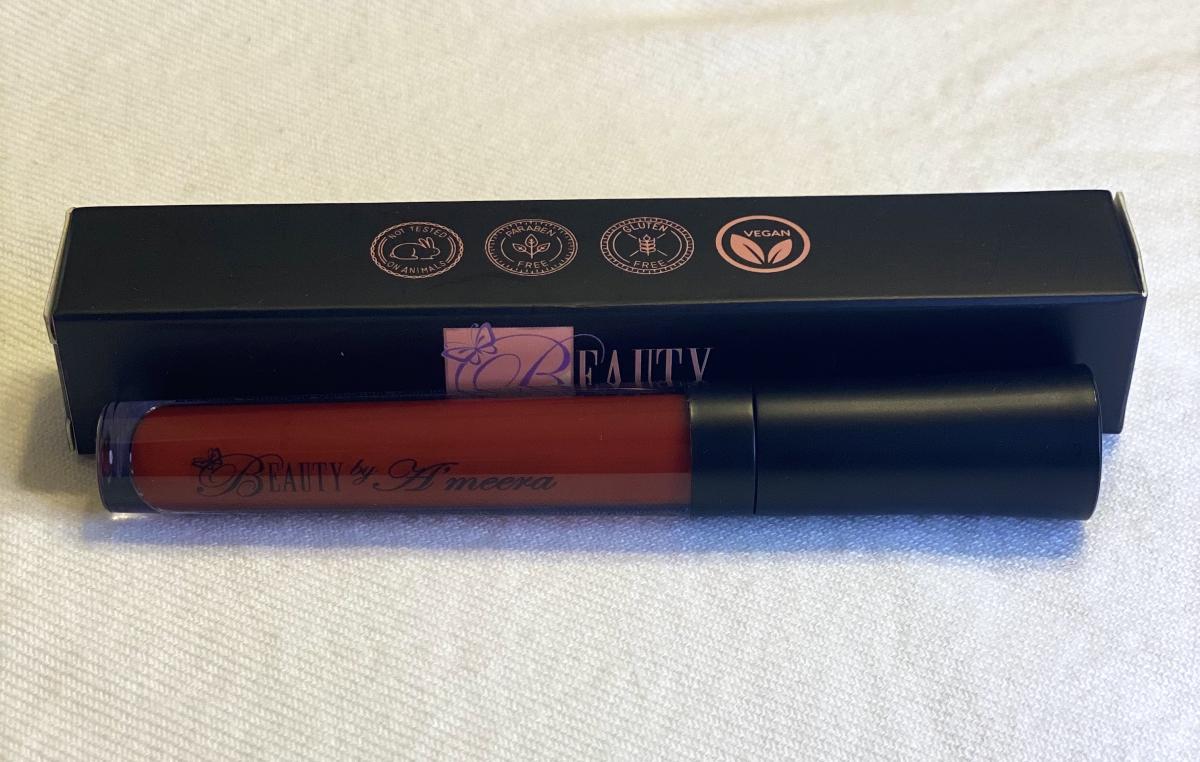 NOT TESTED
ON ANIMALS
PARABEN
FREE
GLUTEN
FREE
VEGAN
BEAUTY
BEAUTY by A'meera